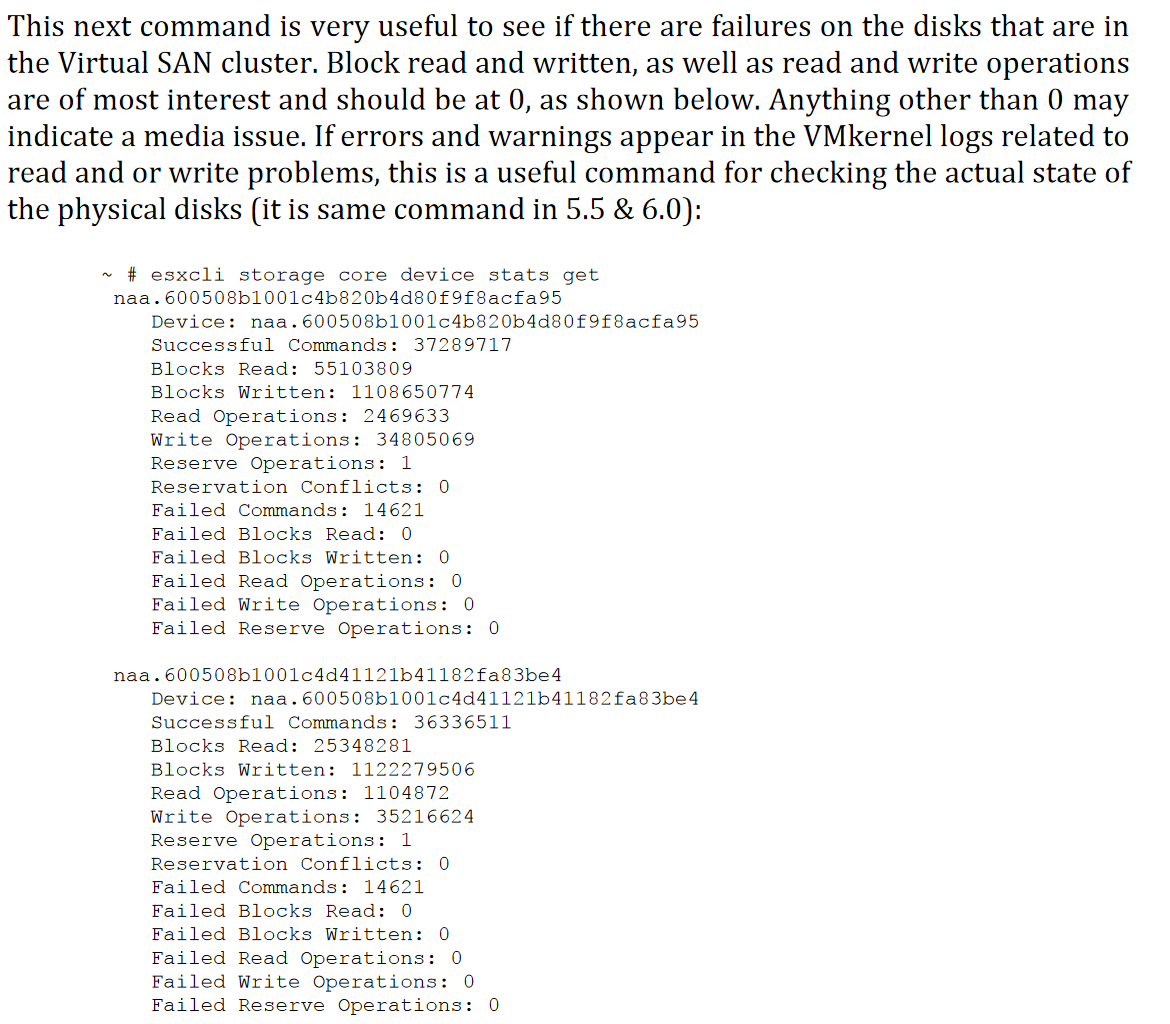 This next command is very useful to see if there are failures on the disks that are in
the Virtual SAN cluster. Block read and written, as well as read and write operations
are of most interest and should be at 0, as shown below. Anything other than 0 may
indicate a media issue. If errors and warnings appear in the VMkernel logs related to
read and or write problems, this is a useful command for checking the actual state of
the physical disks (it is same command in 5.5 & 6.0):
~ # esxcli storage core device stats get
naa.600508b1001c4b820b4d80f9f8acfa95
Device: naa.600508b1001c4b820b4d80f9f8acfa95
Successful Commands: 37289717
Blocks Read: 55103809
Blocks Written: 1108650774
Read Operations: 2469633
Write Operations: 34805069
Reserve Operations: 1
Reservation Conflicts: 0
Failed Commands: 14621
Failed Blocks Read: 0
Failed Blocks Written: 0
Failed Read Operations: 0
Failed Write Operations: 0
Failed Reserve Operations: 0
naa.600508b1001c4d41121b41182fa83be4
Device: naa.600508b1001c4d41121b41182fa83be4
Successful Commands: 36336511
Blocks Read: 25348281
Blocks Written: 1122279506
Read Operations: 1104872
Write Operations: 35216624
Reserve Operations: 1
Reservation Conflicts: 0
Failed Commands: 14621
Failed Blocks Read: 0
Failed Blocks Written: 0
Failed Read Operations: 0
Failed Write Operations: 0
Failed Reserve Operations: 0